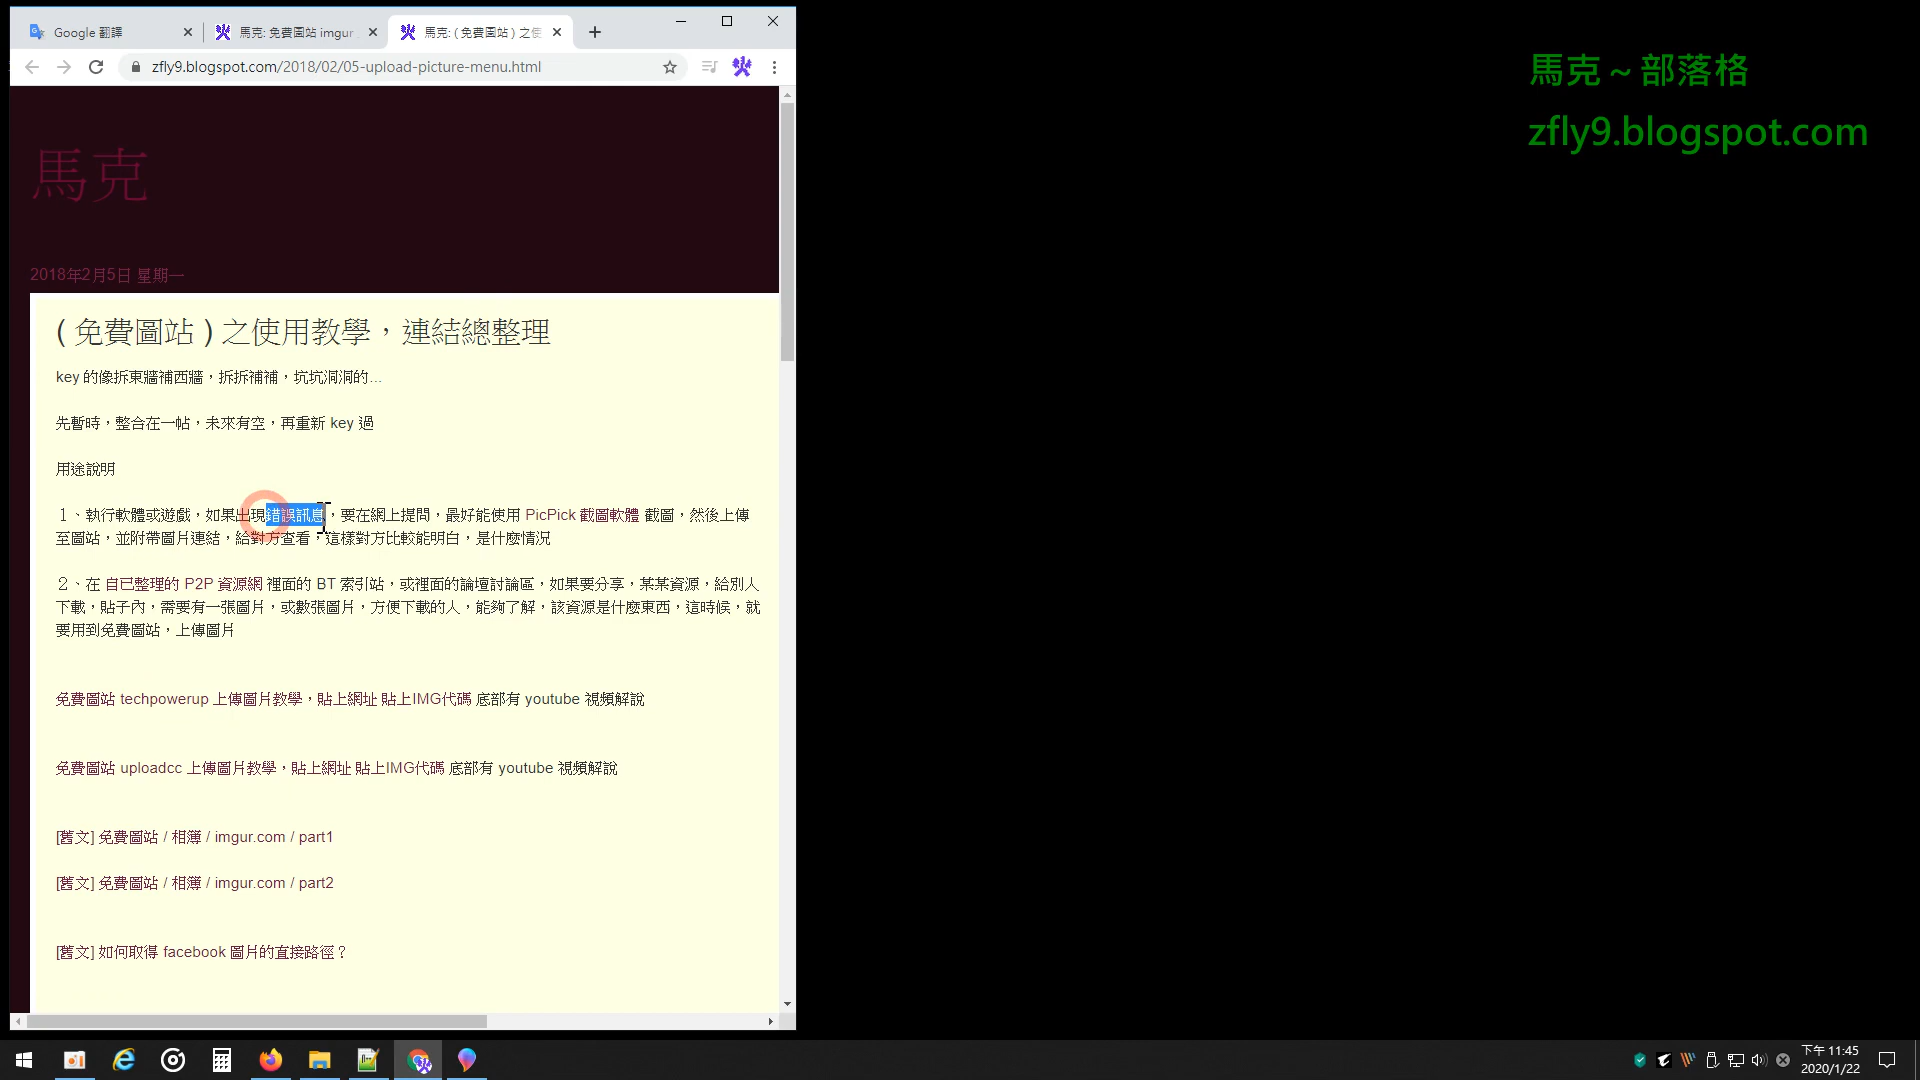 Google 翻譯
馬克: 免費圖站 imgur
馬克: ( 免費圖站 ) 之使
zfly9.blogspot.com/2018/02/05-upload-picture-menu.html
馬克～部落格
zfly9.blogspot.com
馬克
2018年2月5日 星期一
( 免費圖站 ) 之使用教學，連結總整理
key 的像拆東牆補西牆，拆拆補補，坑坑洞洞的...
先暫時，整合在一帖，未來有空，再重新 key 過
用途說明
１、執行軟體或遊戲，如果出現錯誤訊息，要在網上提問，最好能使用 PicPick 截圖軟體 截圖，然後上傳
至圖站，並附帶圖片連結，給對方查看，這樣對方比較能明白，是什麼情況
２、在 自已整理的 P2P 資源網 裡面的 BT 索引站，或裡面的論壇討論區，如果要分享，某某資源，給別人
下載，貼子內，需要有一張圖片，或數張圖片，方便下載的人，能夠了解，該資源是什麼東西，這時候，就
要用到免費圖站，上傳圖片
免費圖站 techpowerup 上傳圖片教學，貼上網址 貼上IMG代碼 底部有 youtube 視頻解說
免費圖站 uploadcc 上傳圖片教學，貼上網址 貼上IMG代碼 底部有 youtube 視頻解說
[舊文] 免費圖站 / 相簿 / imgur.com / part1
[舊文] 免費圖站 / 相簿 / imgur.com / part2
[舊文] 如何取得 facebook 圖片的直接路徑？
下午 11:45
2020/1/22